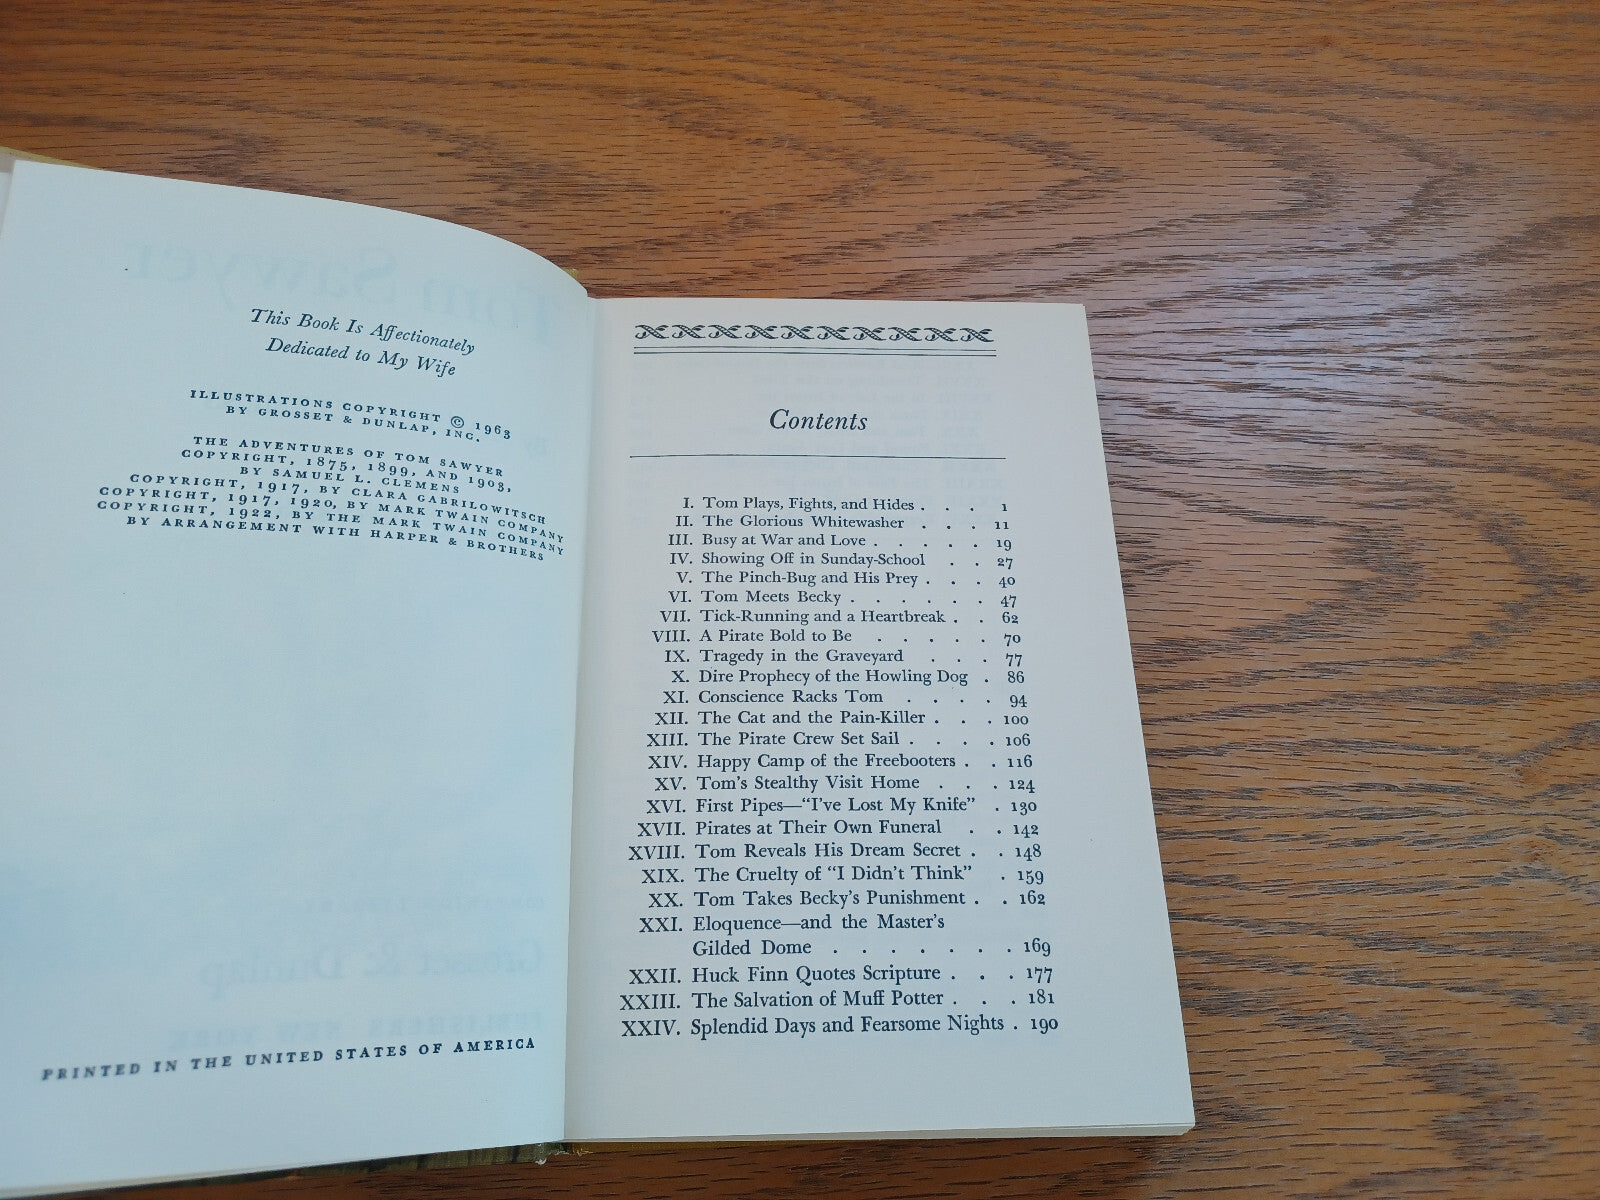 This Book Is Affectionately
Dedicated to My Wife
ILLUSTRATIONS COPYRIGHT © 1963
BY GROSSET & DUNLAP, INC.
THE ADVENTURES OF TOM SAWYER
COPYRIGHT, 1875, 1899, AND 1903,
BY SAMUEL L. CLEMENS
COPYRIGHT, 1917, BY CLARA GABRILOWITSCH
COPYRIGHT, 1917, 1920, BY MARK TWAIN COMPANY
COPYRIGHT, 1922, BY THE MARK TWAIN COMPANY
BY ARRANGEMENT WITH HARPER & BROTHERS
PRINTED IN THE UNITED STATES OF AMERICA
Contents
I. Tom Plays, Fights, and Hides . . . 1
II. The Glorious Whitewasher . . . 11
III. Busy at War and Love . . . . . 19
IV. Showing Off in Sunday-School . . 27
V. The Pinch-Bug and His Prey . . . 40
VI. Tom Meets Becky . . . . . . 47
VII. Tick-Running and a Heartbreak . . 62
VIII. A Pirate Bold to Be . . . . . 70
IX. Tragedy in the Graveyard . . . 77
X. Dire Prophecy of the Howling Dog . 86
XI. Conscience Racks Tom . . . . 94
XII. The Cat and the Pain-Killer . . . 100
XIII. The Pirate Crew Set Sail . . . . 106
XIV. Happy Camp of the Freebooters . . 116
XV. Tom's Stealthy Visit Home . . . 124
XVI. First Pipes—"I've Lost My Knife" . 130
XVII. Pirates at Their Own Funeral . . 142
XVIII. Tom Reveals His Dream Secret . . 148
XIX. The Cruelty of "I Didn't Think" . 159
XX. Tom Takes Becky's Punishment . . 162
XXI. Eloquence—and the Master's
Gilded Dome . . . . . . . 169
XXII. Huck Finn Quotes Scripture . . . 177
XXIII. The Salvation of Muff Potter . . . 181
XXIV. Splendid Days and Fearsome Nights . 190